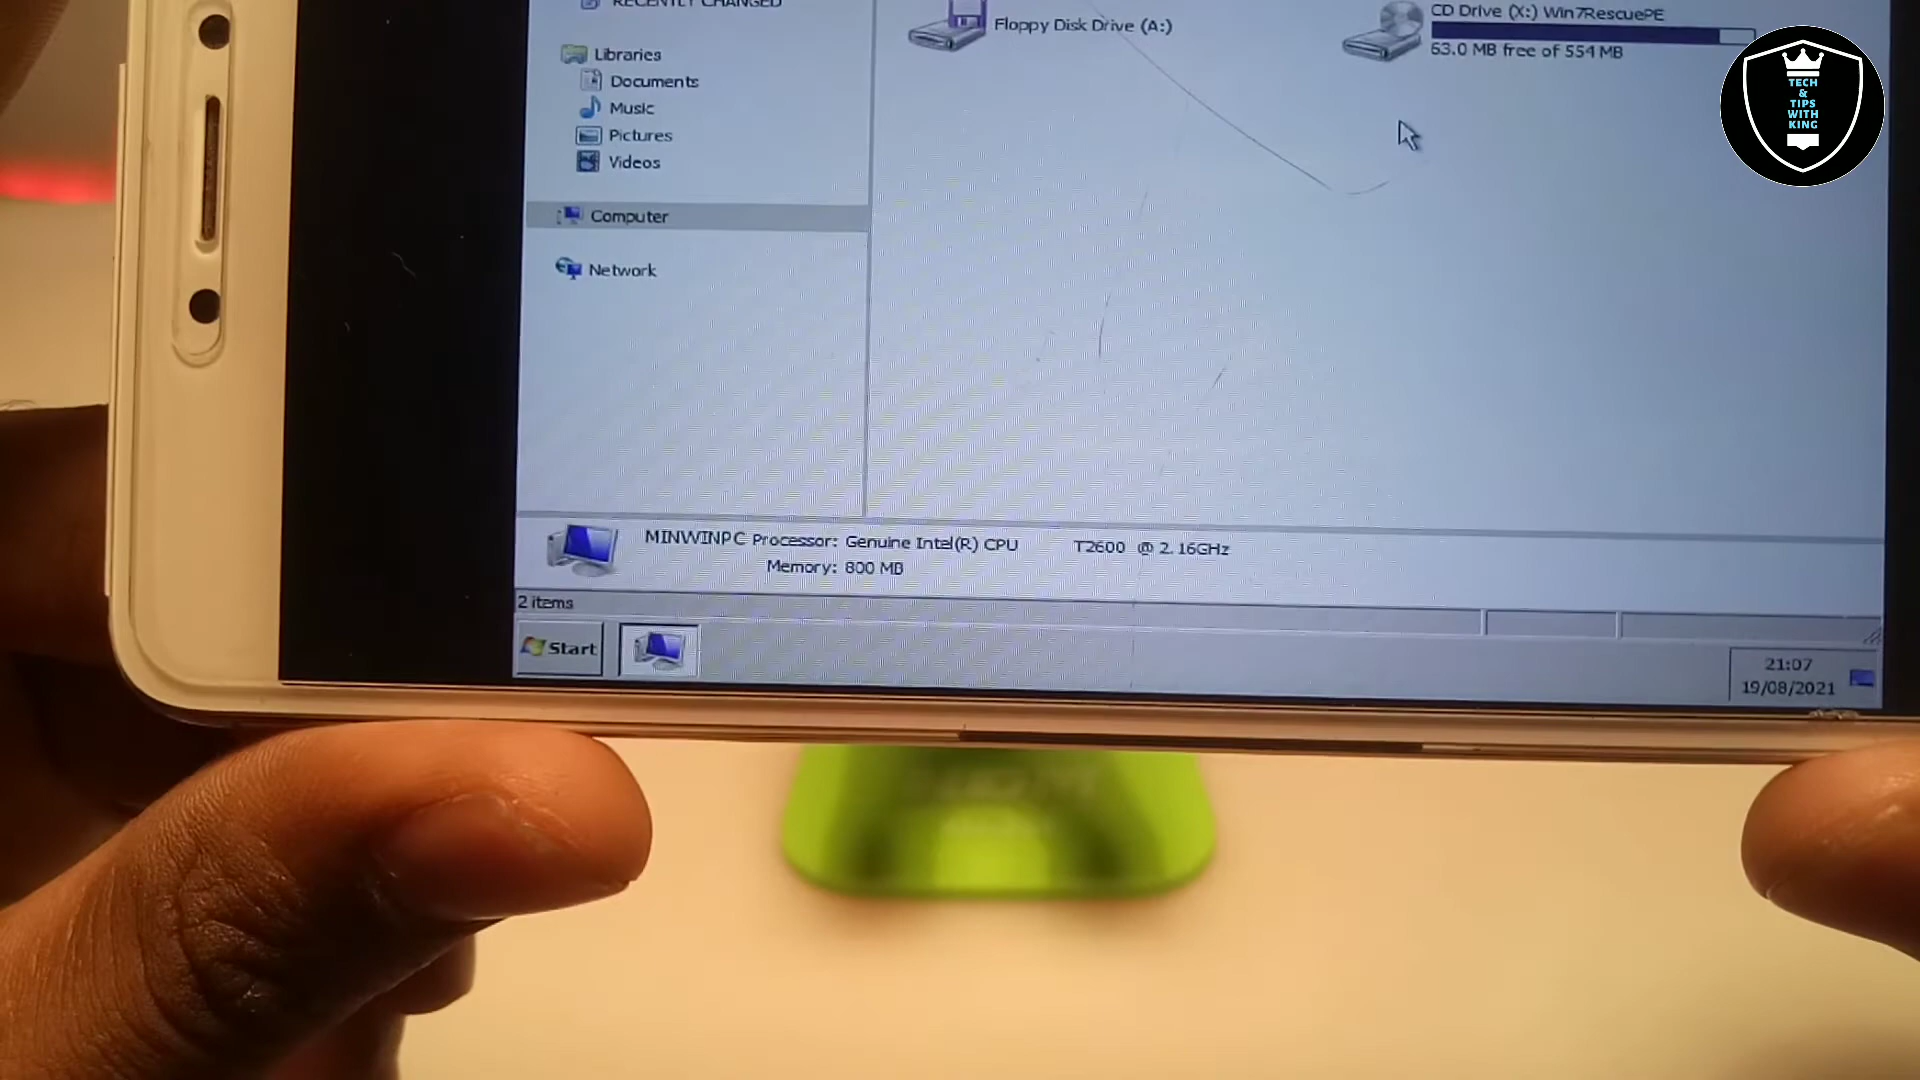 RECENTLY CHANGED
Floppy Disk Drive (A:)
CD Drive (X:) Win7RescuePE
63.0 MB free of 554 MB
Libraries
Documents
Music
Pictures
Videos
Computer
Network
TECH
&
TIPS
WITH
KING
MINWINPC Processor: Genuine Intel(R) CPU T2600 @ 2.16GHz
Memory: 800 MB
2 items
Start
21:07
19/08/2021